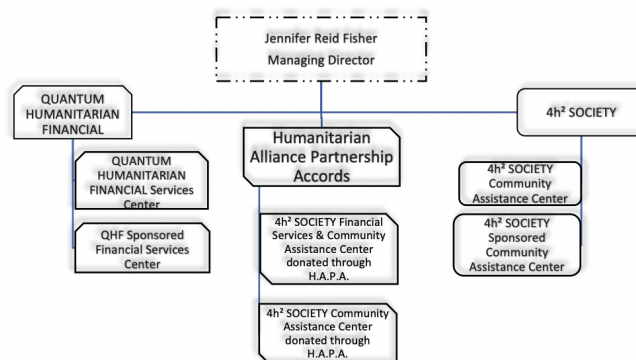 Jennifer Reid Fisher
Managing Director
QUANTUM
HUMANITARIAN
FINANCIAL
4h² SOCIETY
Humanitarian
Alliance Partnership
Accords
QUANTUM
HUMANITARIAN
FINANCIAL Services
Center
QHF Sponsored
Financial Services
Center
4h² SOCIETY Financial
Services & Community
Assistance Center
donated through
H.A.P.A.
4h² SOCIETY Community
Assistance Center
donated through
H.A.P.A.
4h² SOCIETY
Community
Assistance Center
4h² SOCIETY
Sponsored
Community
Assistance Center